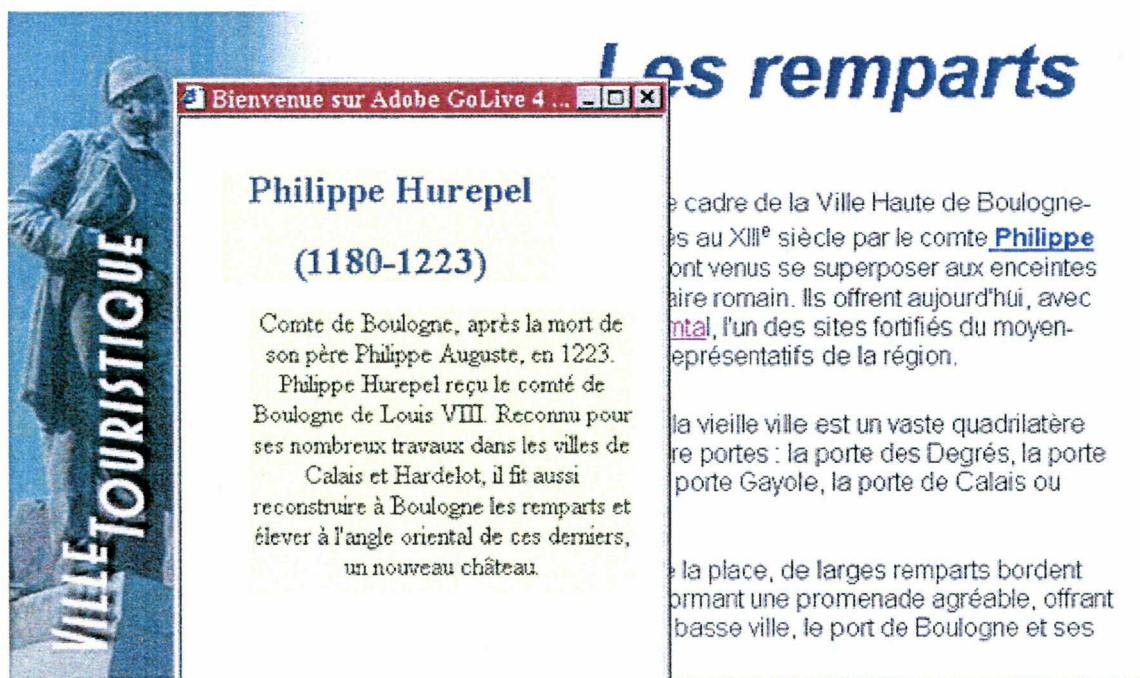 Les remparts
Bienvenue sur Adobe GoLive 4 ...
Philippe Hurepel
(1180-1223)
Comte de Boulogne, après la mort de
son père Philippe Auguste, en 1223.
Philippe Hurepel reçu le comté de
Boulogne de Louis VIII. Reconnu pour
ses nombreux travaux dans les villes de
Calais et Hardelot, il fit aussi
reconstruire à Boulogne les remparts et
élever à l'angle oriental de ces derniers,
un nouveau château.
cadre de la Ville Haute de Boulogne-
au XIIIe siècle par le comte Philippe
ont venus se superposer aux enceintes
aire romain. Ils offrent aujourd'hui, avec
ntal, l'un des sites fortifiés du moyen-
eprésentatifs de la région.
la vieille ville est un vaste quadrilatère
re portes : la porte des Degrés, la porte
porte Gayole, la porte de Calais ou
la place, de larges remparts bordent
ormant une promenade agréable, offrant
basse ville, le port de Boulogne et ses
VILLE TOURISTIQUE